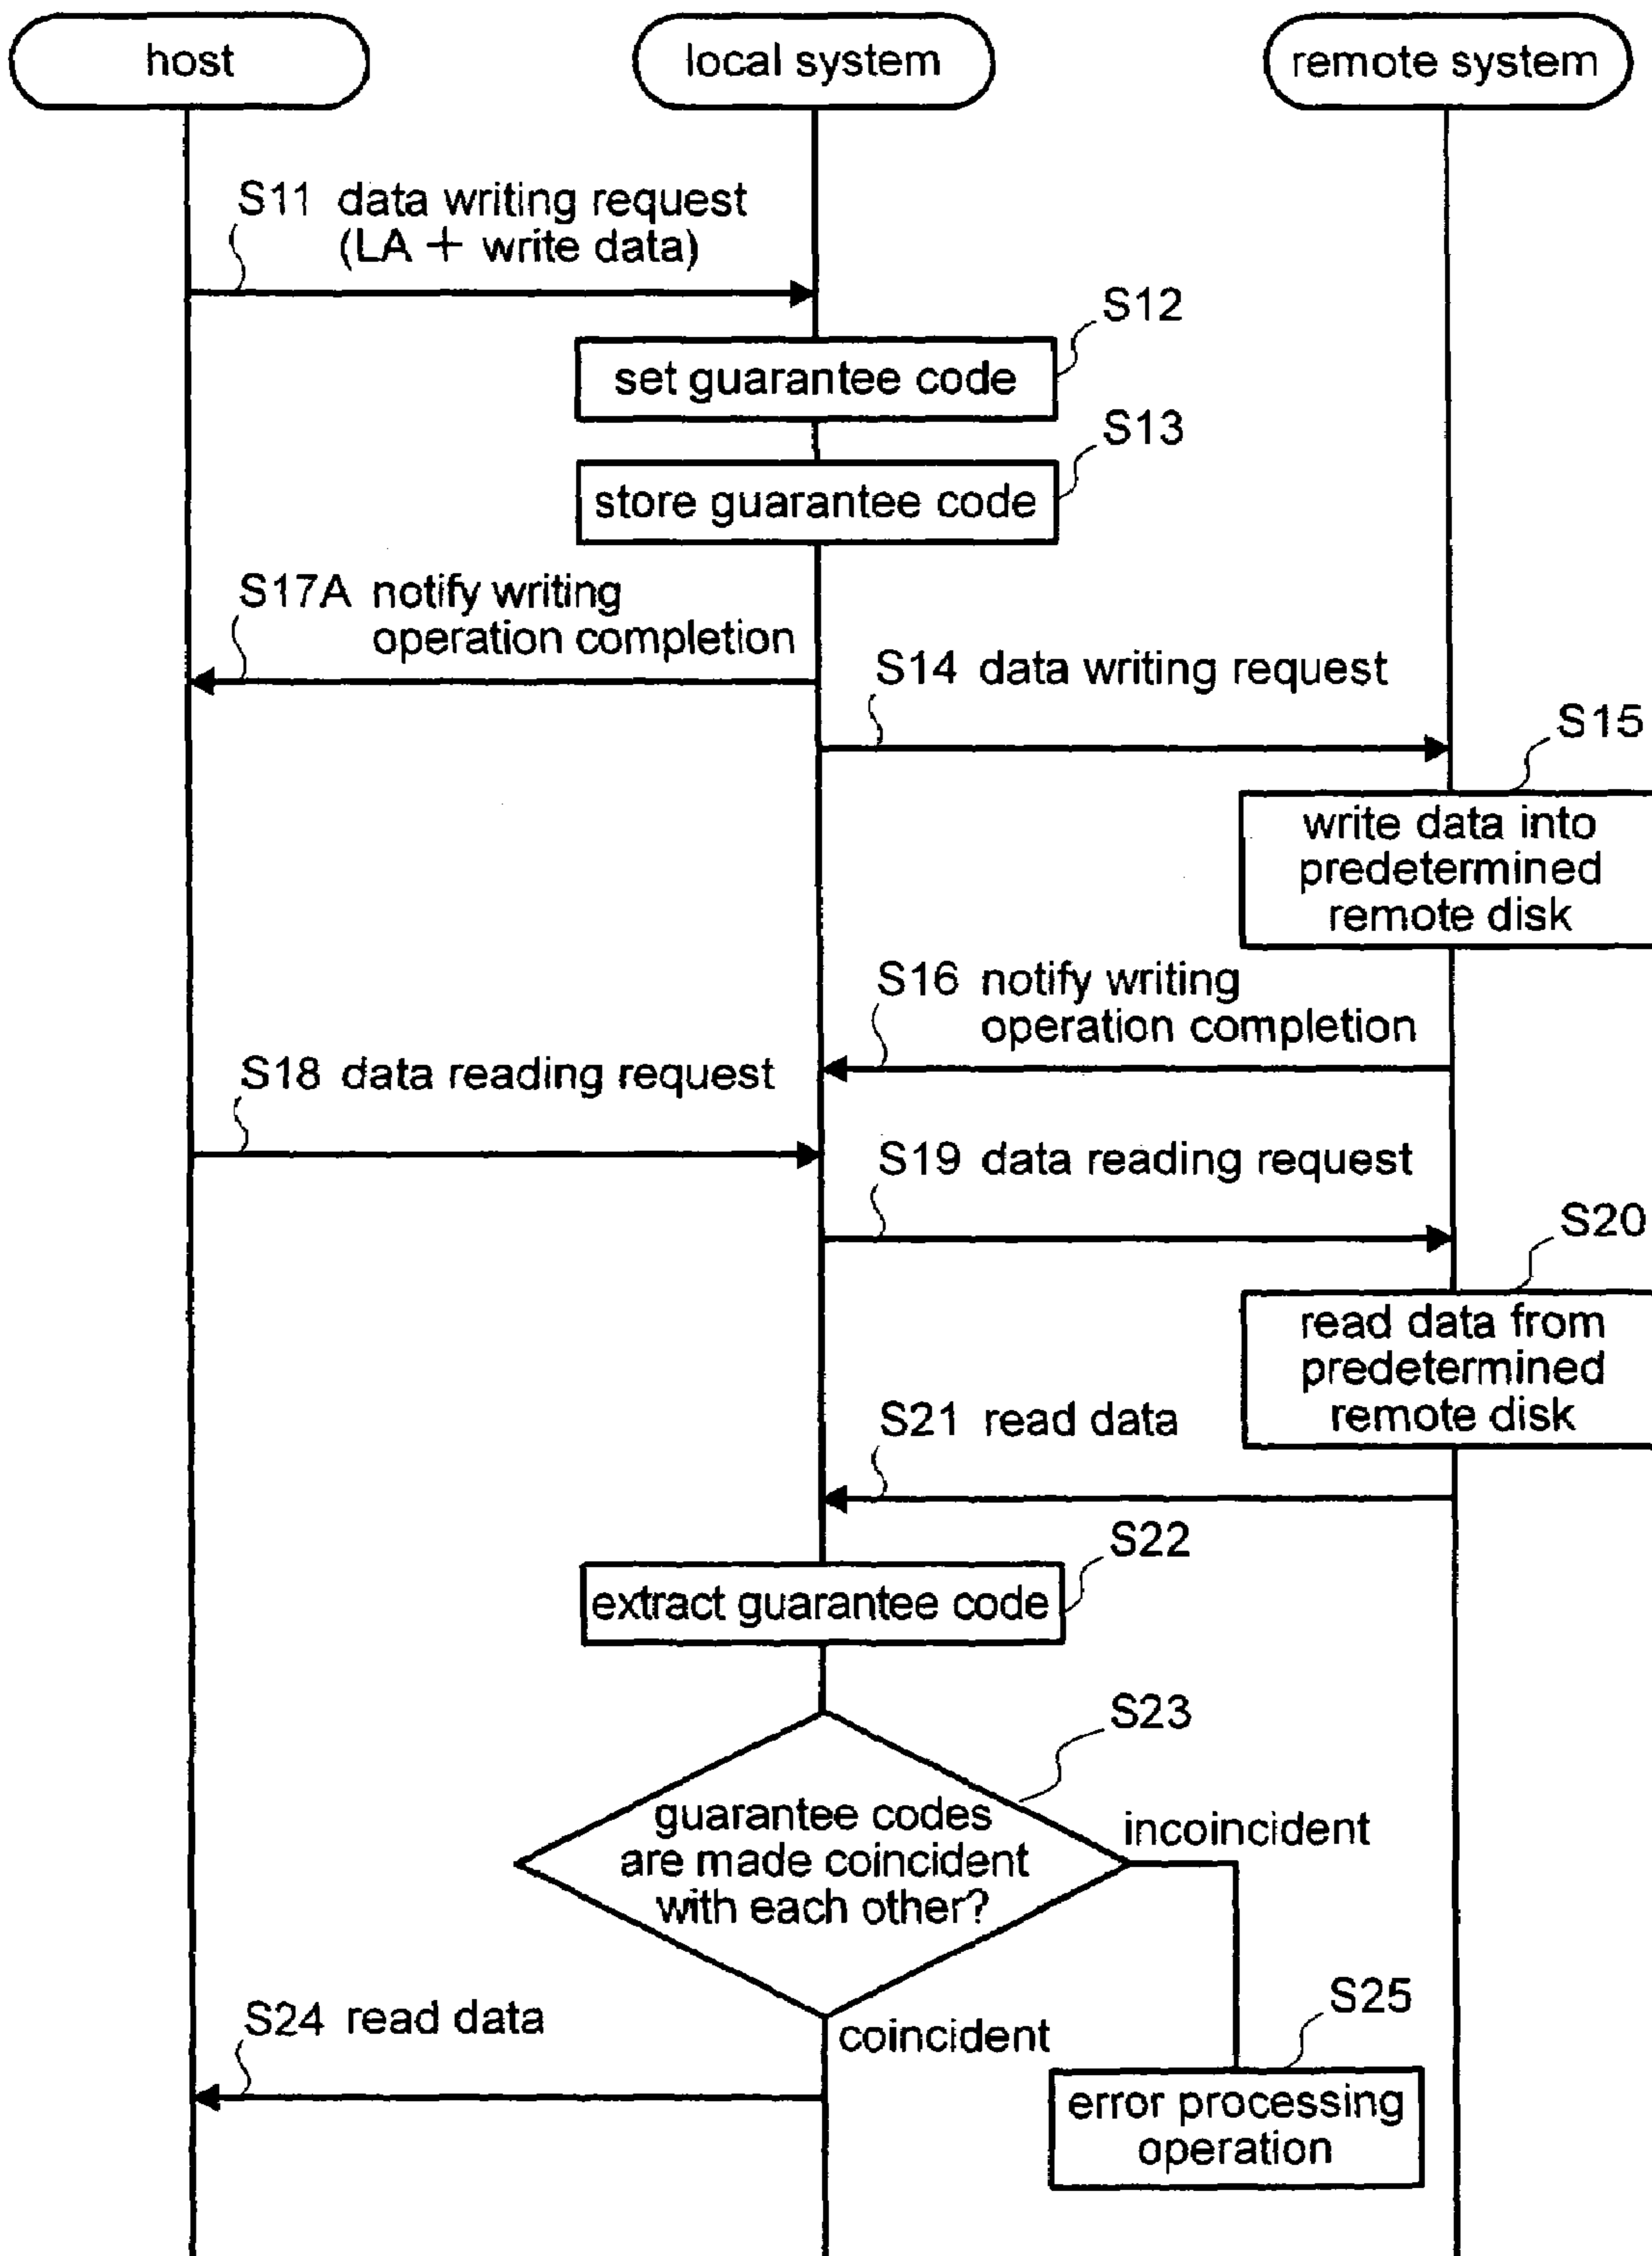 host
local system
remote system
S11 data writing request
(LA + write data)
S12
set guarantee code
S13
store guarantee code
S17A notify writing
operation completion
S14 data writing request
S15
write data into
predetermined
remote disk
S16 notify writing
operation completion
S18 data reading request
S19 data reading request
S20
read data from
predetermined
remote disk
S21 read data
S22
extract guarantee code
S23
guarantee codes
are made coincident
with each other?
incoincident
S24 read data
coincident
S25
error processing
operation